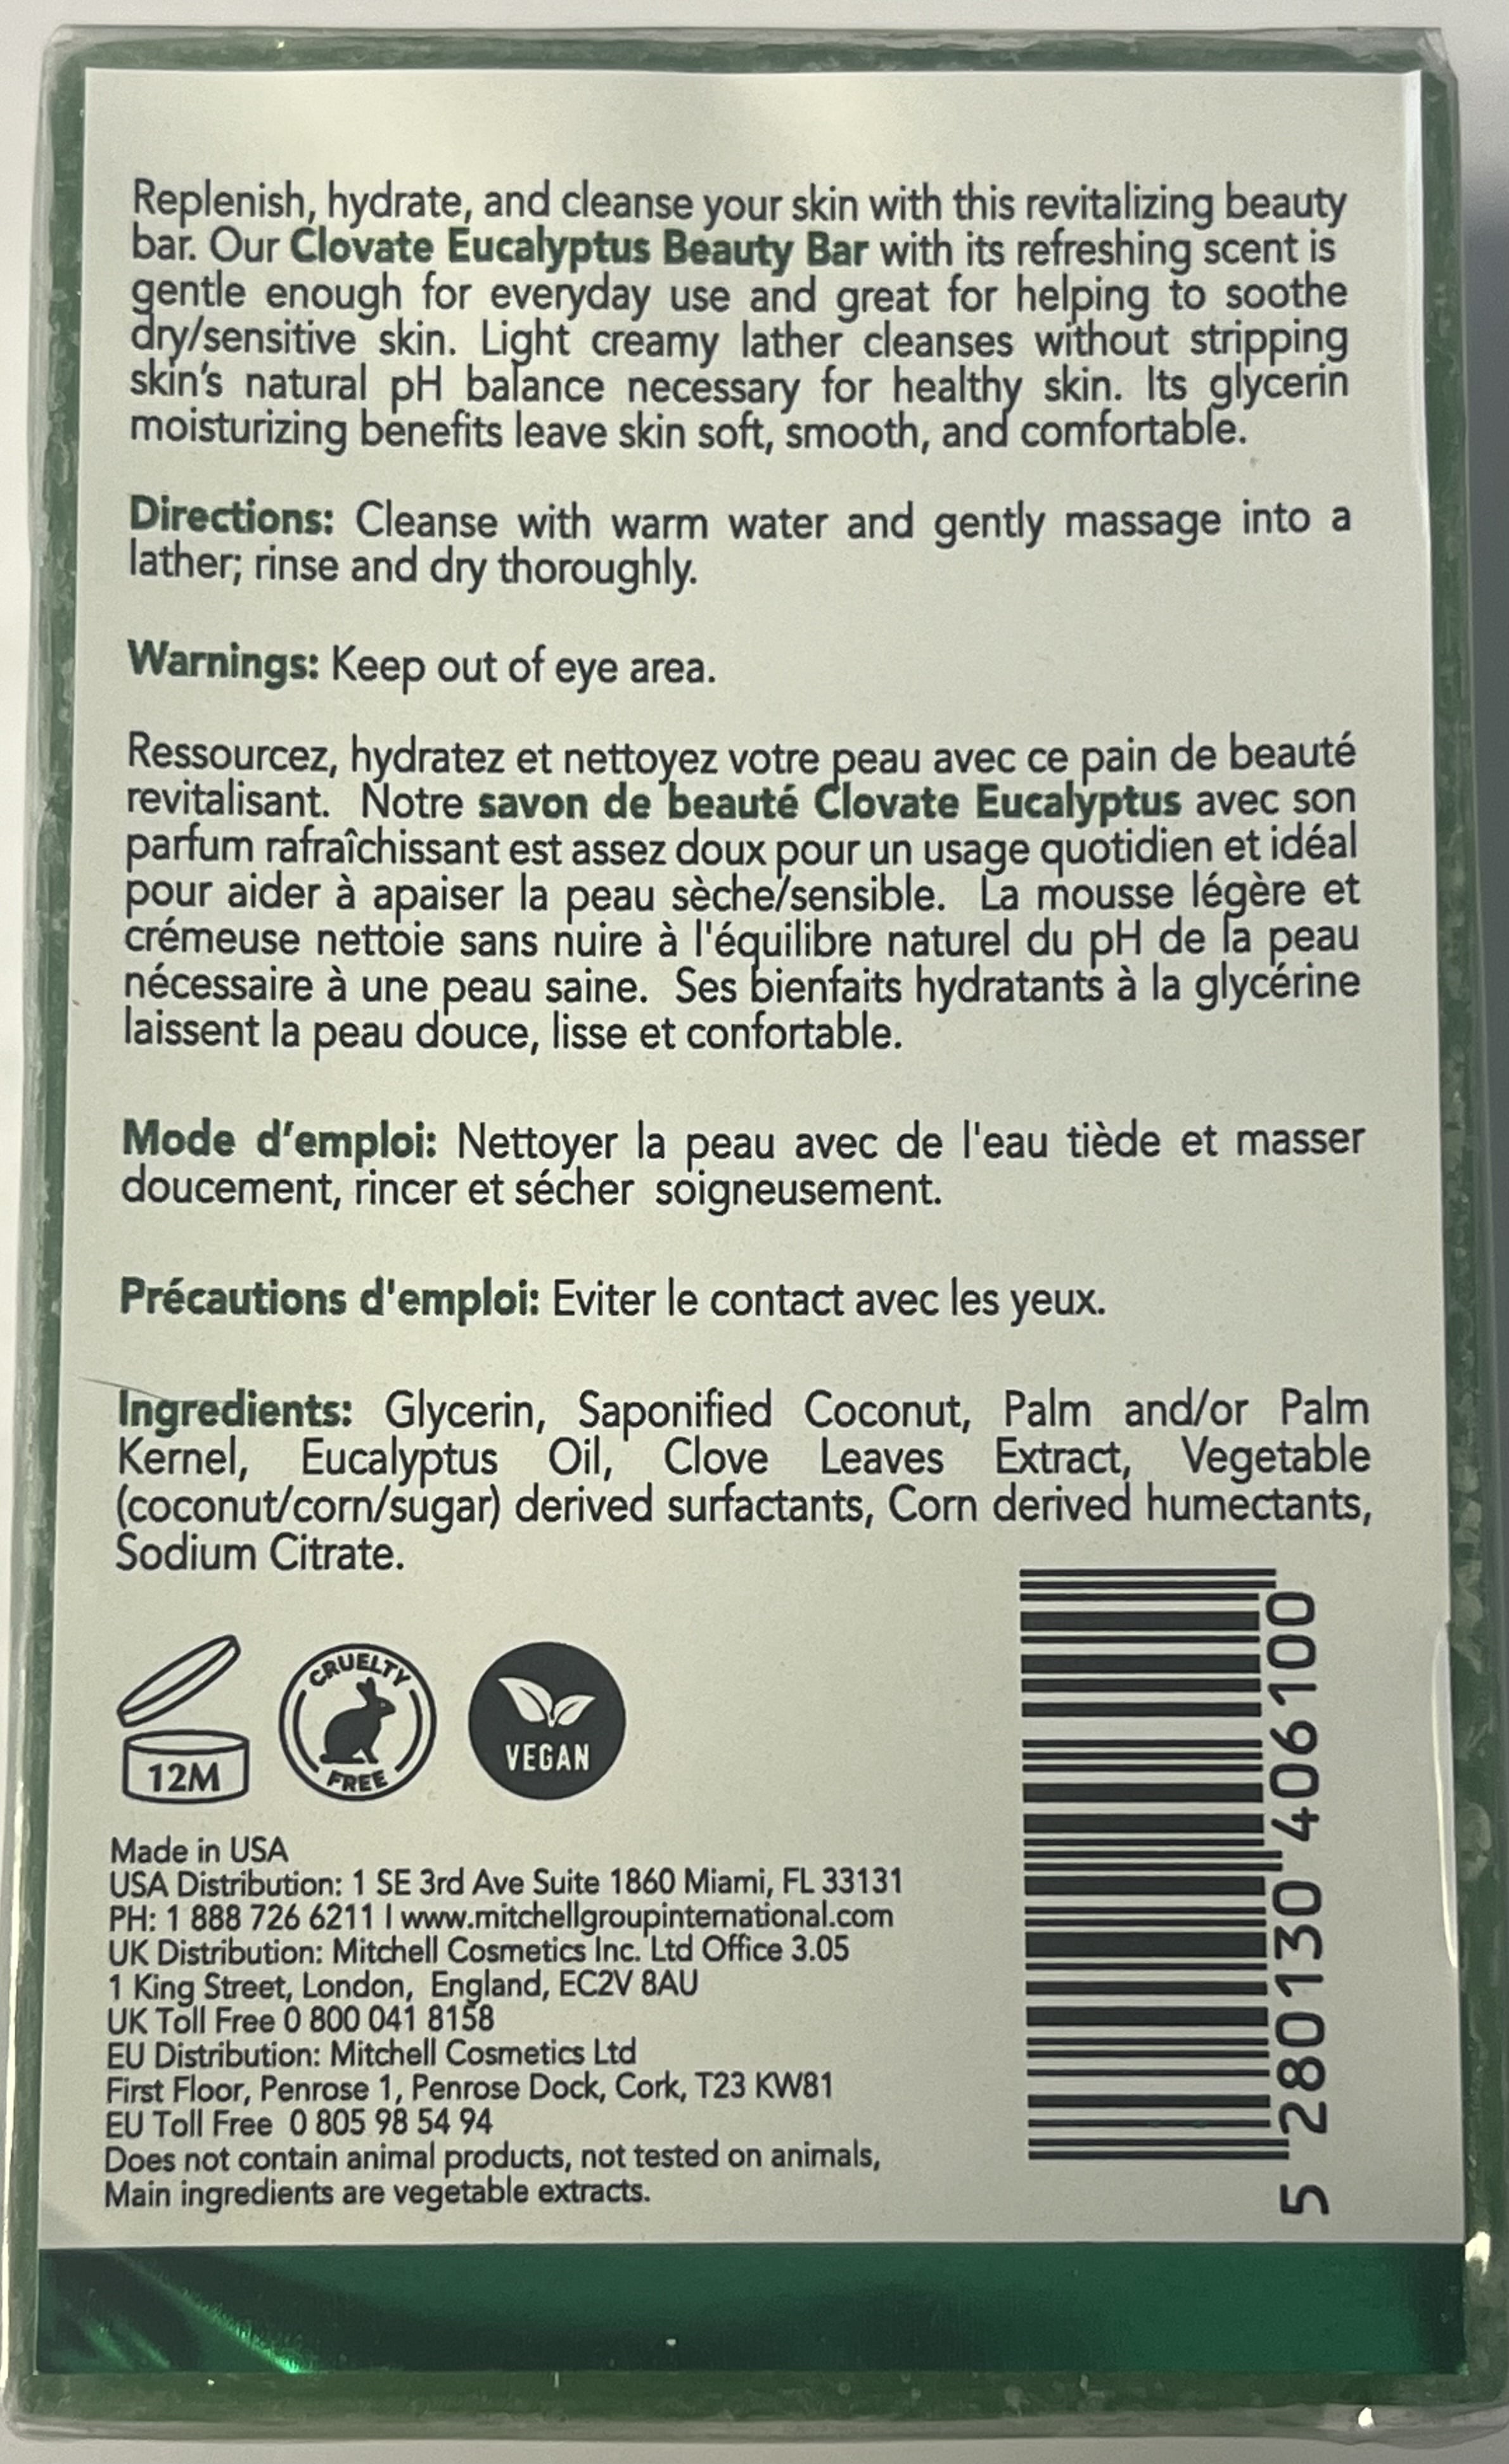 Replenish, hydrate, and cleanse your skin with this revitalizing beauty
bar. Our Clovate Eucalyptus Beauty Bar with its refreshing scent is
gentle enough for everyday use and great for helping to soothe
dry/sensitive skin. Light creamy lather cleanses without stripping
skin's natural pH balance necessary for healthy skin. Its glycerin
moisturizing benefits leave skin soft, smooth, and comfortable.
Directions: Cleanse with warm water and gently massage into a
lather; rinse and dry thoroughly.
Warnings: Keep out of eye area.
Ressourcez, hydratez et nettoyez votre peau avec ce pain de beauté
revitalisant. Notre savon de beauté Clovate Eucalyptus avec son
parfum rafraîchissant est assez doux pour un usage quotidien et idéal
pour aider à apaiser la peau sèche/sensible. La mousse légère et
crémeuse nettoie sans nuire à l'équilibre naturel du pH de la peau
nécessaire à une peau saine. Ses bienfaits hydratants à la glycérine
laissent la peau douce, lisse et confortable.
Mode d'emploi: Nettoyer la peau avec de l'eau tiède et masser
doucement, rincer et sécher soigneusement.
Précautions d'emploi: Eviter le contact avec les yeux.
Ingredients: Glycerin, Saponified Coconut, Palm and/or Palm
Kernel, Eucalyptus Oil, Clove Leaves Extract, Vegetable
(coconut/corn/sugar) derived surfactants, Corn derived humectants,
Sodium Citrate.
12M
CRUELTY
FREE
VEGAN
Made in USA
USA Distribution: 1 SE 3rd Ave Suite 1860 Miami, FL 33131
PH: 1 888 726 6211 | www.mitchellgroupinternational.com
UK Distribution: Mitchell Cosmetics Inc. Ltd Office 3.05
1 King Street, London, England, EC2V 8AU
UK Toll Free 0 800 041 8158
EU Distribution: Mitchell Cosmetics Ltd
First Floor, Penrose 1, Penrose Dock, Cork, T23 KW81
EU Toll Free 0 805 98 54 94
Does not contain animal products, not tested on animals,
Main ingredients are vegetable extracts.
5 280130 406100